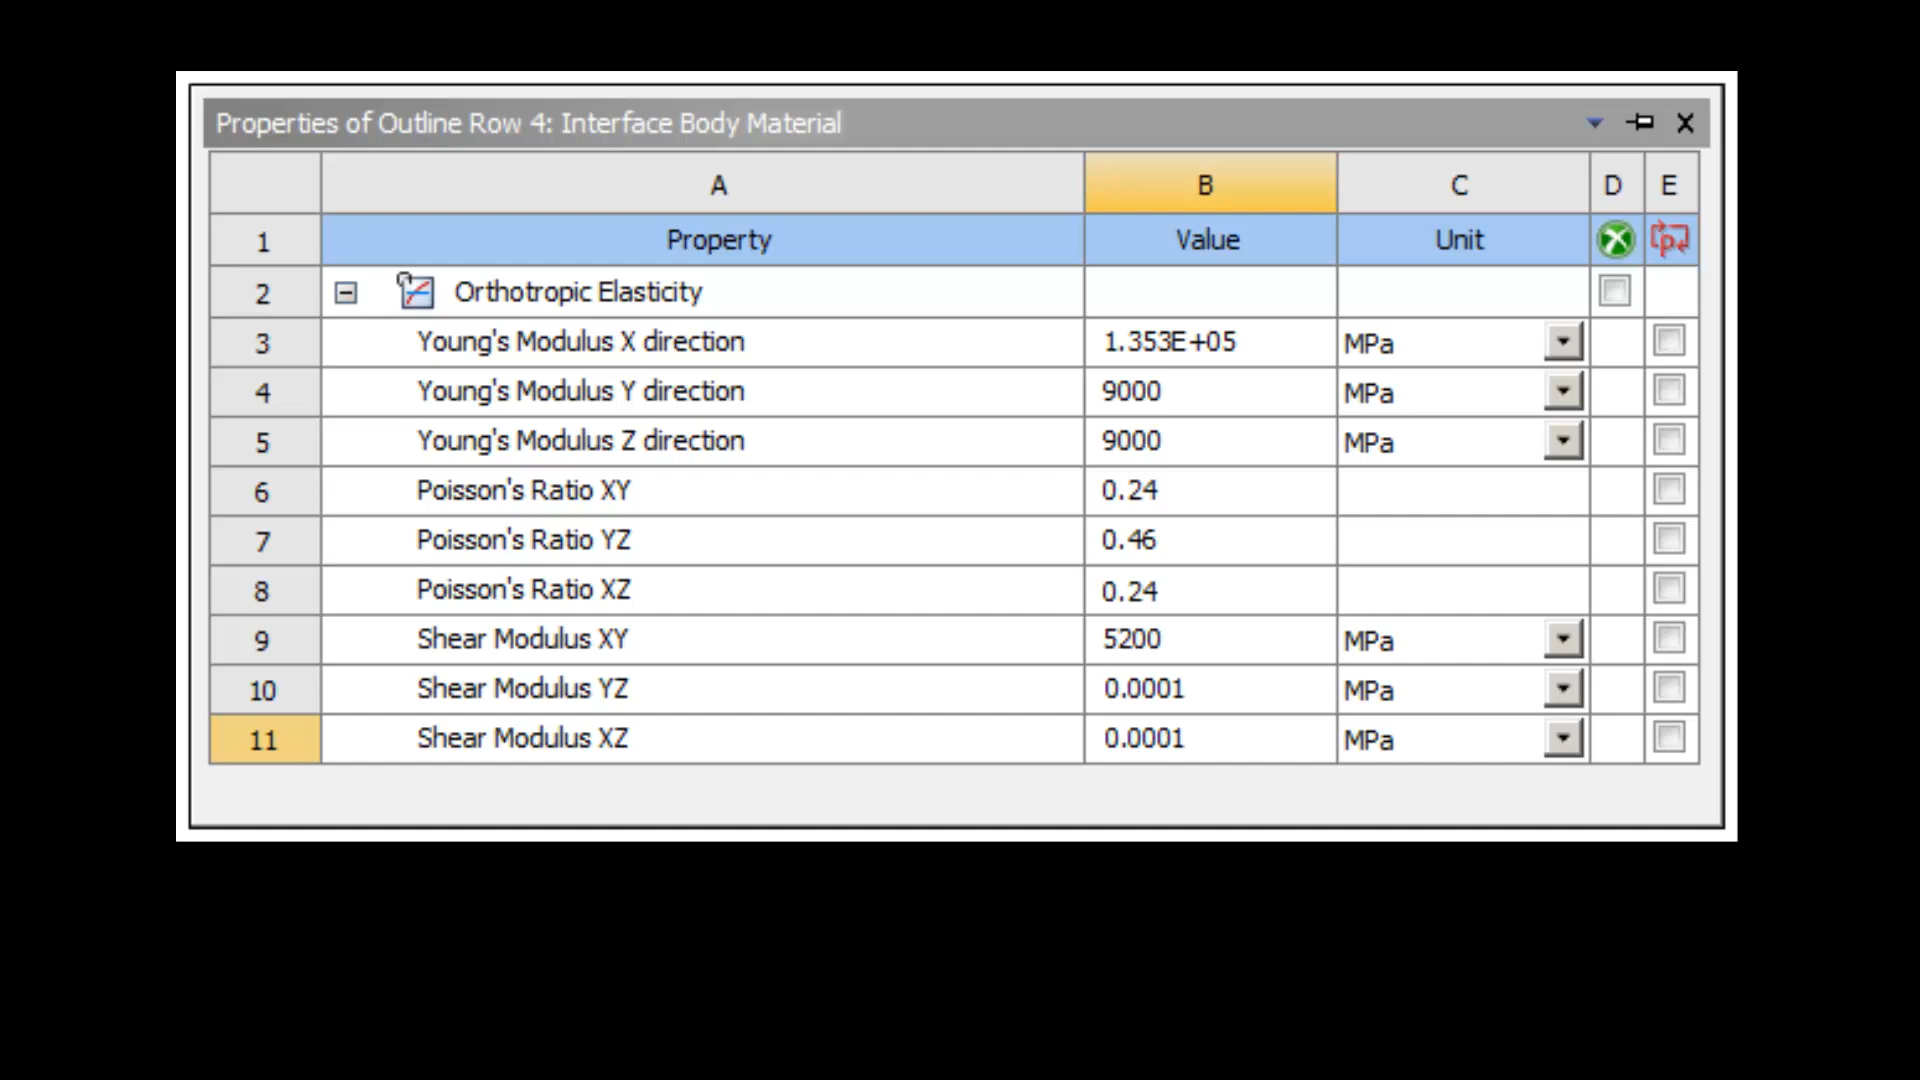 Properties of Outline Row 4: Interface Body Material
A B C D E
1 Property Value Unit
2 Orthotropic Elasticity
3 Young's Modulus X direction 1.353E+05 MPa
4 Young's Modulus Y direction 9000 MPa
5 Young's Modulus Z direction 9000 MPa
6 Poisson's Ratio XY 0.24
7 Poisson's Ratio YZ 0.46
8 Poisson's Ratio XZ 0.24
9 Shear Modulus XY 5200 MPa
10 Shear Modulus YZ 0.0001 MPa
11 Shear Modulus XZ 0.0001 MPa